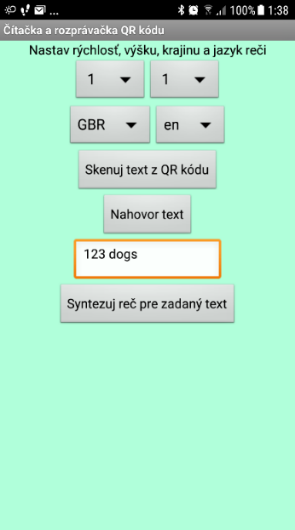 ... 100% 1:38
Čítačka a rozprávačka QR kódu
Nastav rýchlosť, výšku, krajinu a jazyk reči
1 1
GBR en
Skenuj text z QR kódu
Nahovor text
123 dogs
Syntezuj reč pre zadaný text